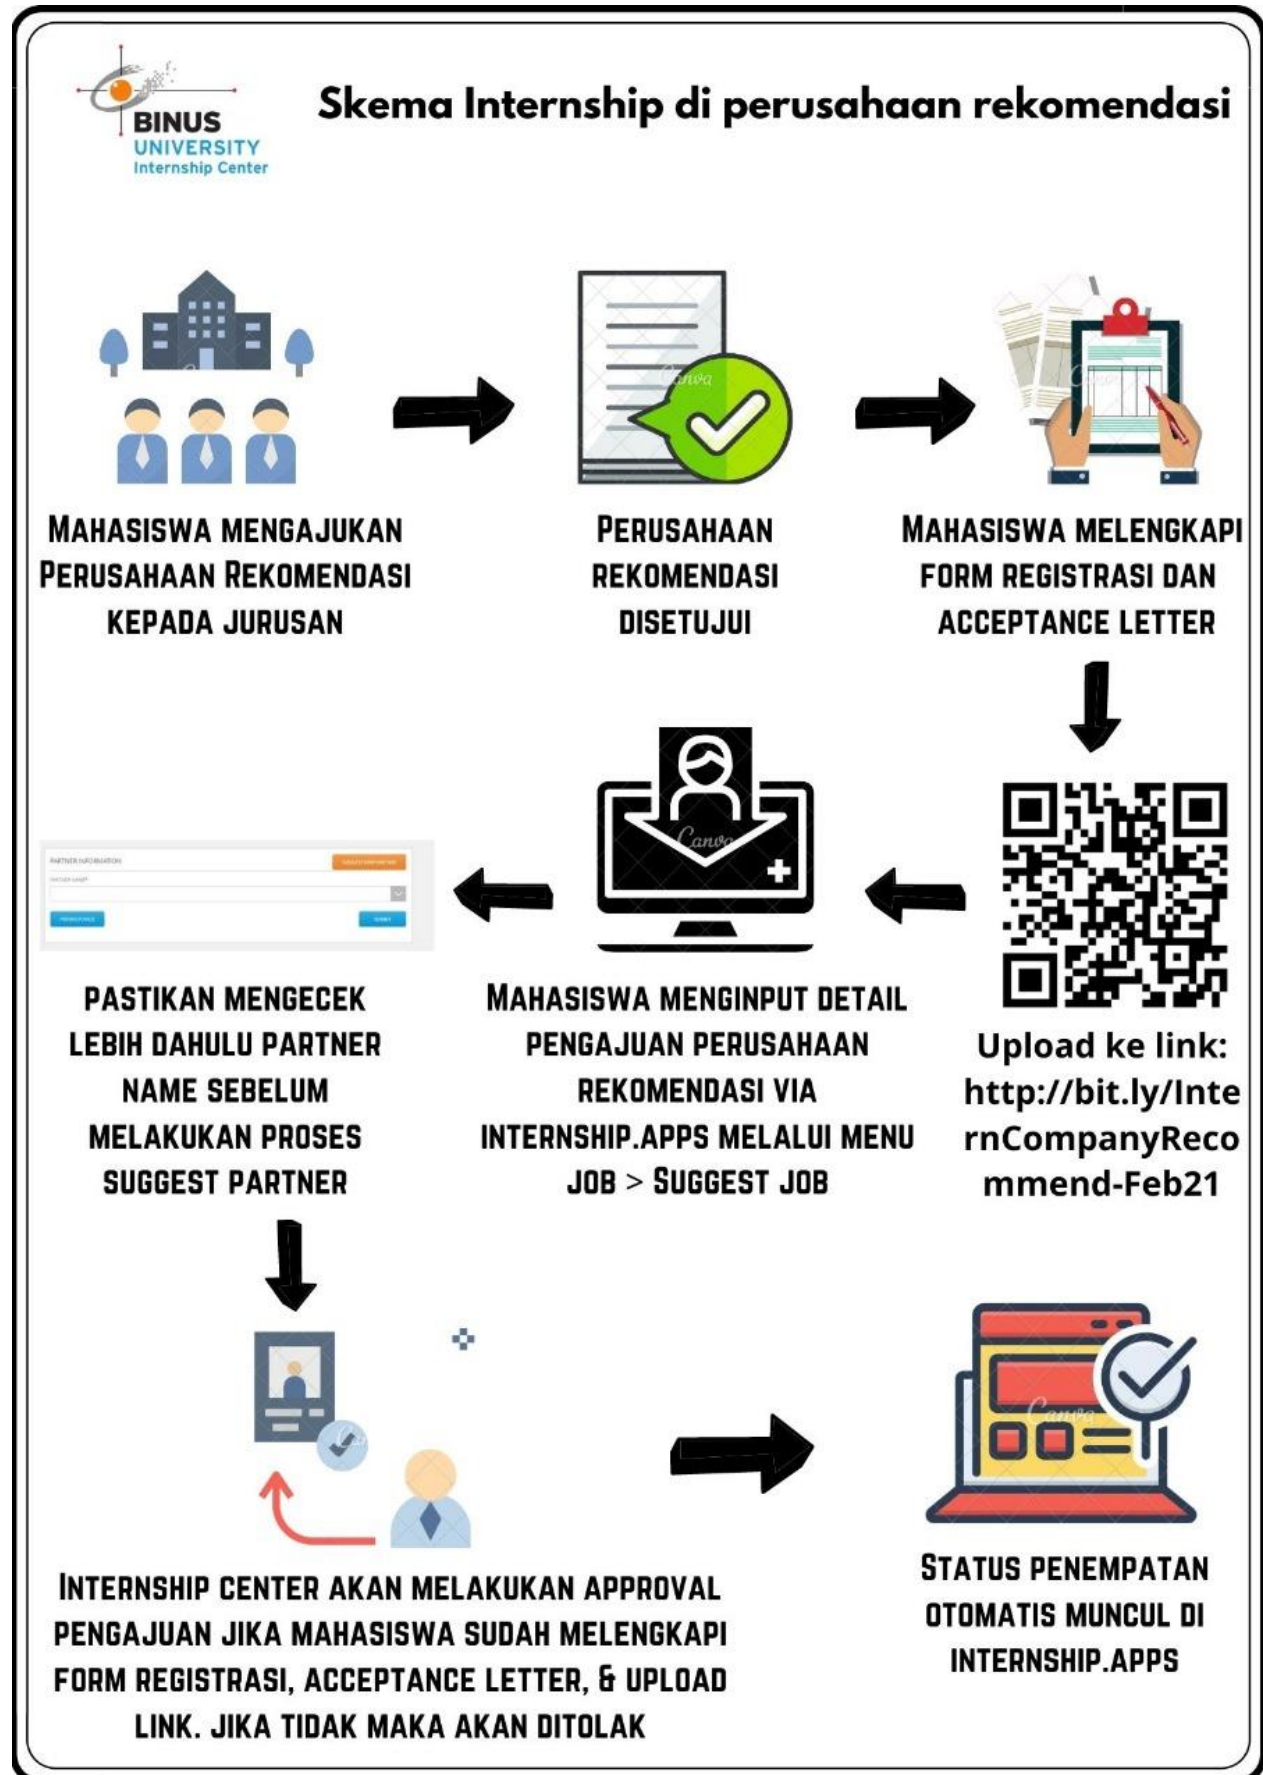 BINUS
UNIVERSITY
Internship Center
Skema Internship di perusahaan rekomendasi
MAHASISWA MENGAJUKAN
PERUSAHAAN REKOMENDASI
KEPADA JURUSAN
PERUSAHAAN
REKOMENDASI
DISETUJUI
MAHASISWA MELENGKAPI
FORM REGISTRASI DAN
ACCEPTANCE LETTER
Upload ke link:
http://bit.ly/Inte
rnCompanyReco
mmend-Feb21
MAHASISWA MENGINPUT DETAIL
PENGAJUAN PERUSAHAAN
REKOMENDASI VIA
INTERNSHIP.APPS MELALUI MENU
JOB > SUGGEST JOB
PARTNER INFORMATION
PASTIKAN MENGECEK
LEBIH DAHULU PARTNER
NAME SEBELUM
MELAKUKAN PROSES
SUGGEST PARTNER
INTERNSHIP CENTER AKAN MELAKUKAN APPROVAL
PENGAJUAN JIKA MAHASISWA SUDAH MELENGKAPI
FORM REGISTRASI, ACCEPTANCE LETTER, & UPLOAD
LINK. JIKA TIDAK MAKA AKAN DITOLAK
STATUS PENEMPATAN
OTOMATIS MUNCUL DI
INTERNSHIP.APPS